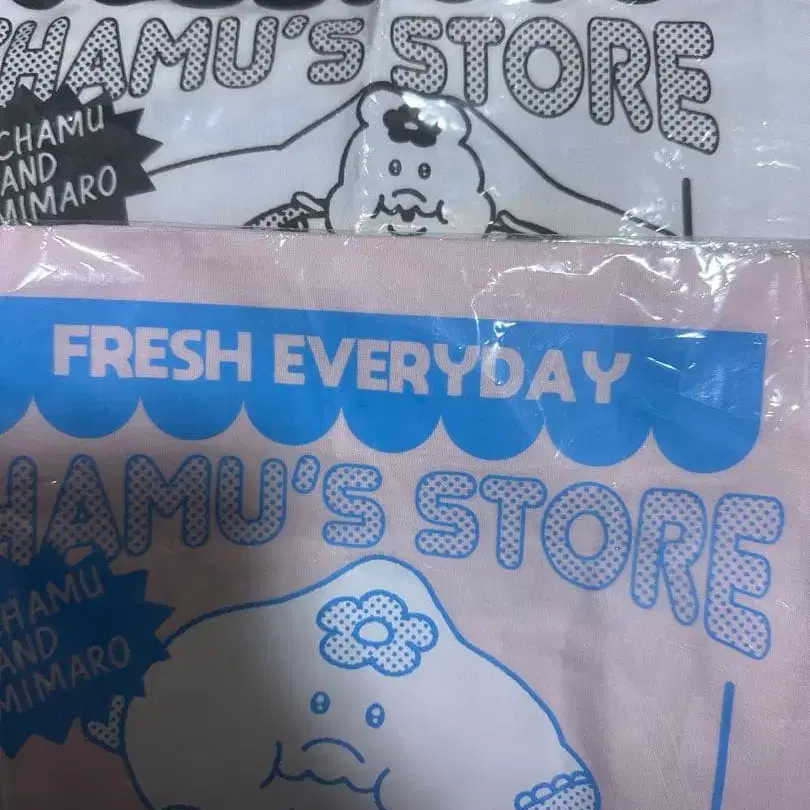 HAMU'S STORE
CHAMU
AND
MIMARO
FRESH EVERYDAY
HAMU'S STORE
CHAMU
AND
MIMARO